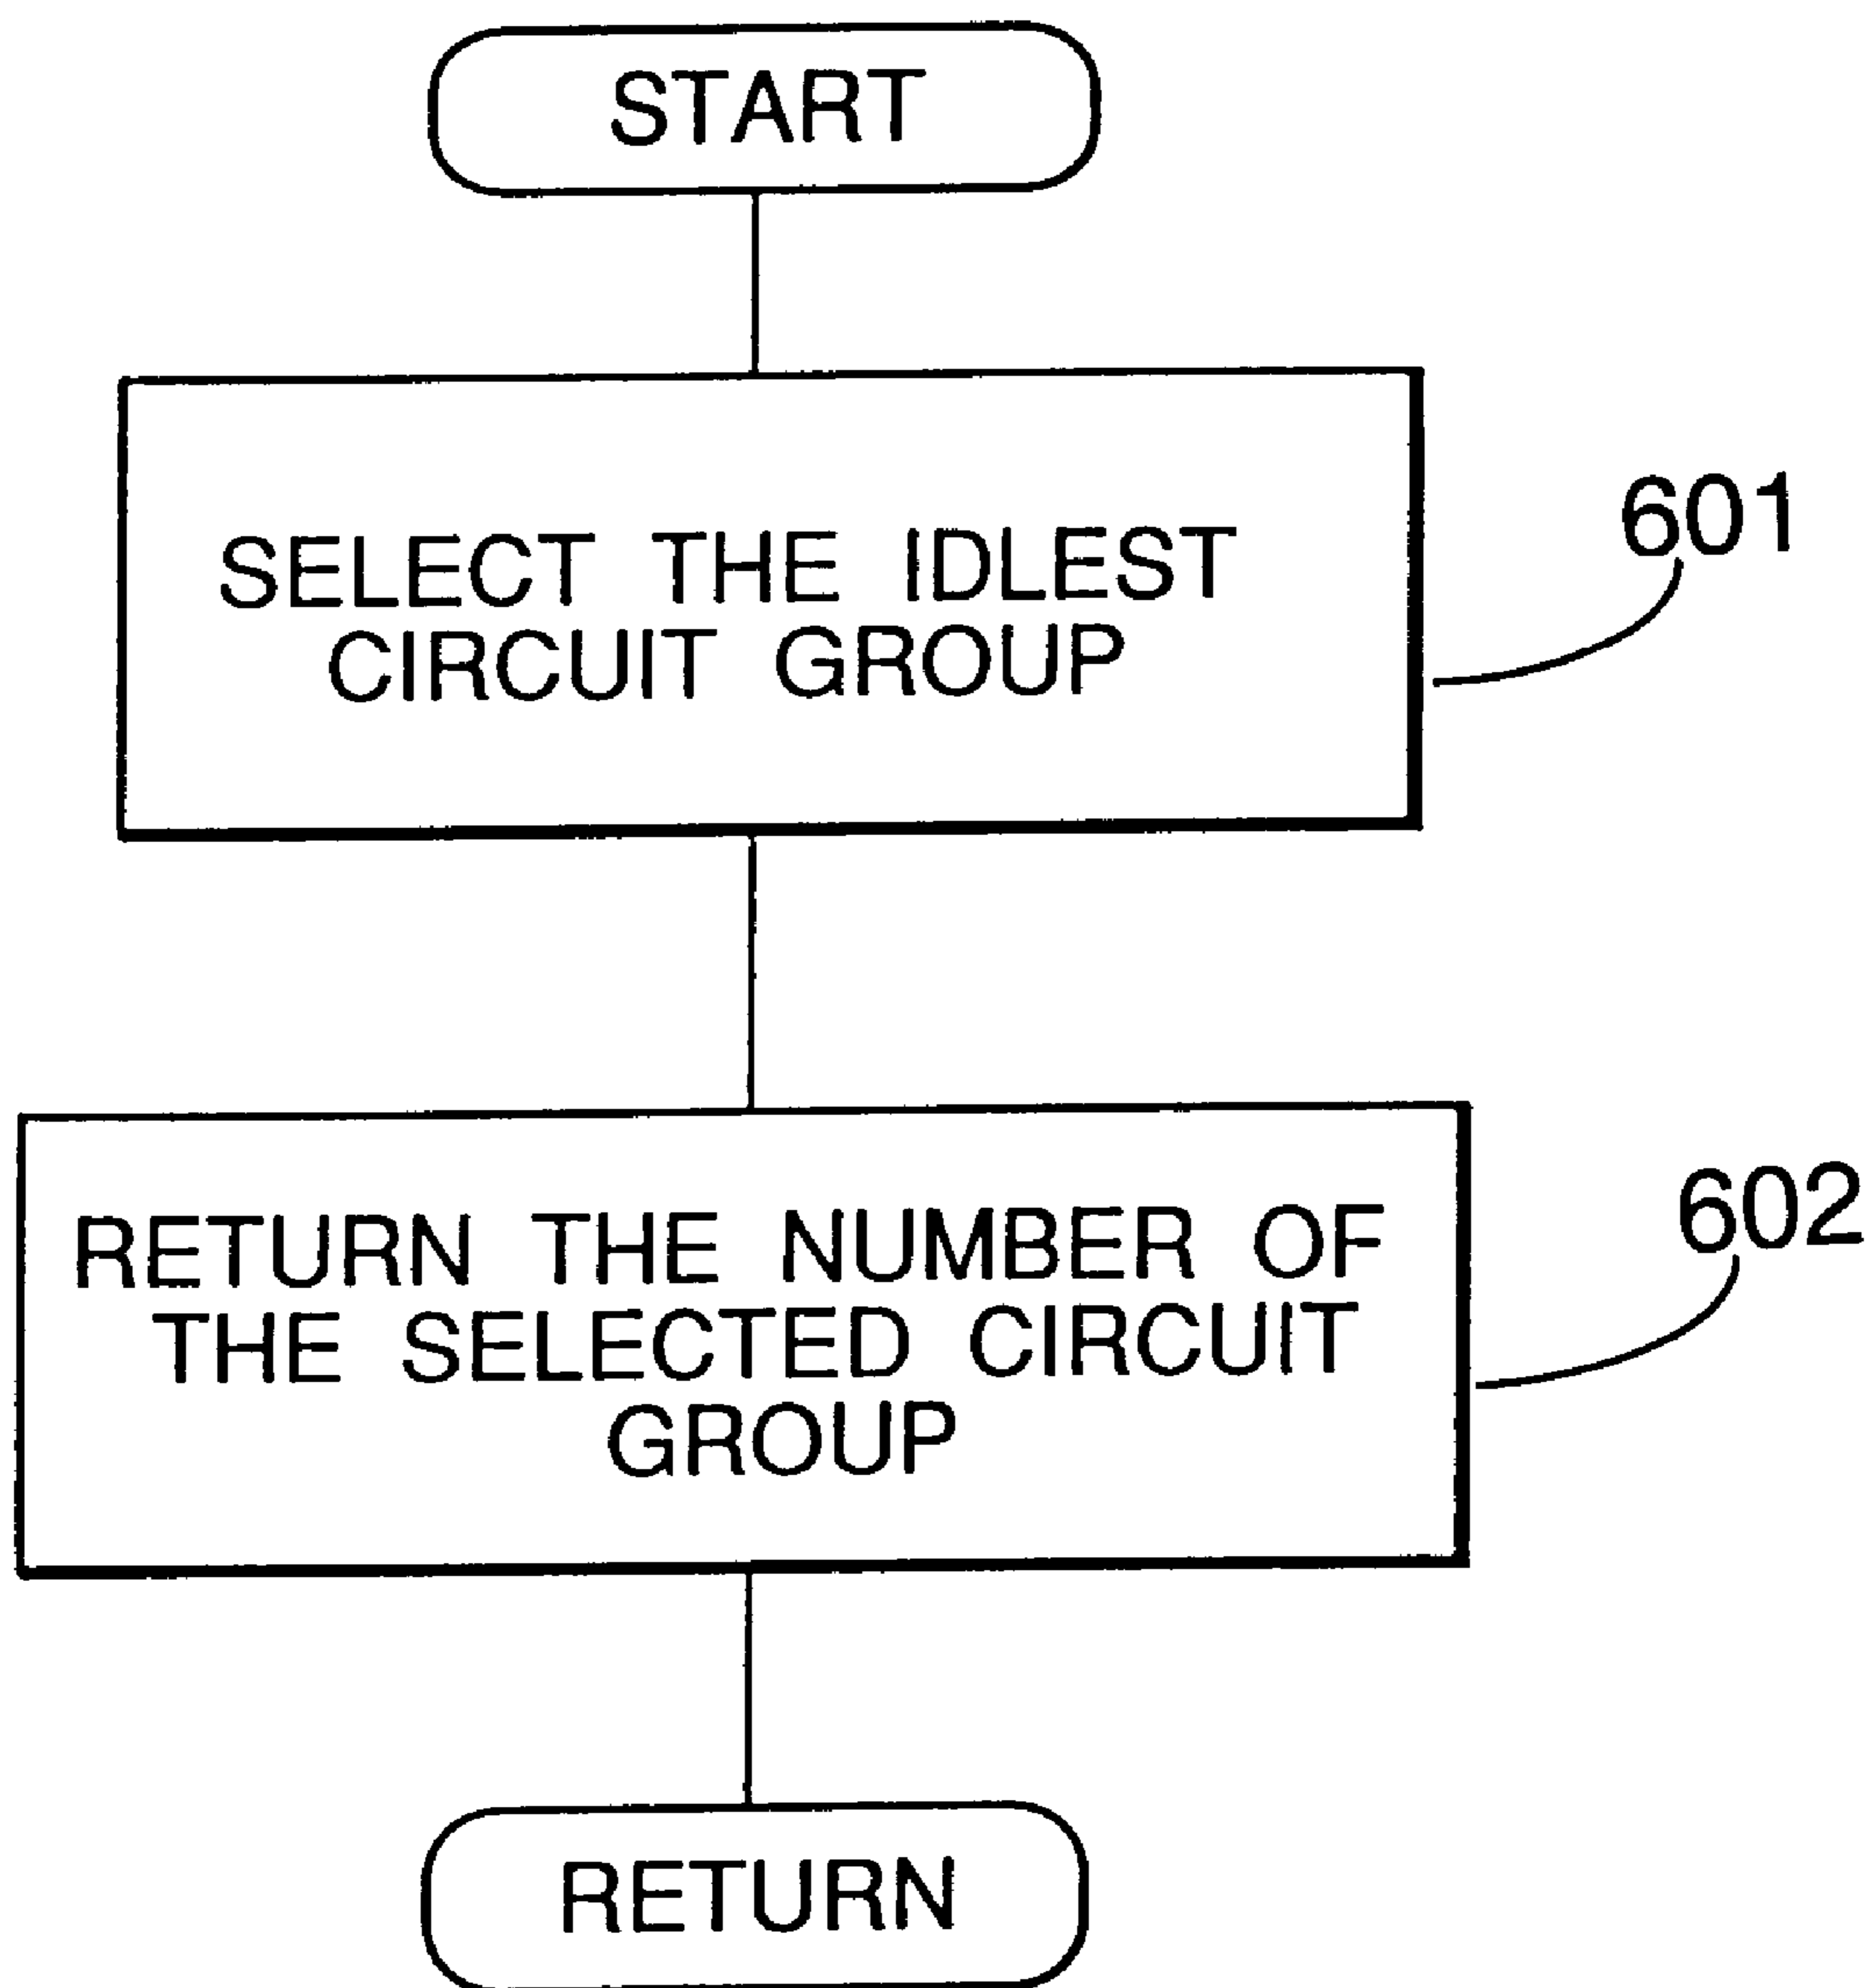 START
SELECT THE IDLEST
CIRCUIT GROUP
601
RETURN THE NUMBER OF
THE SELECTED CIRCUIT
GROUP
602
RETURN